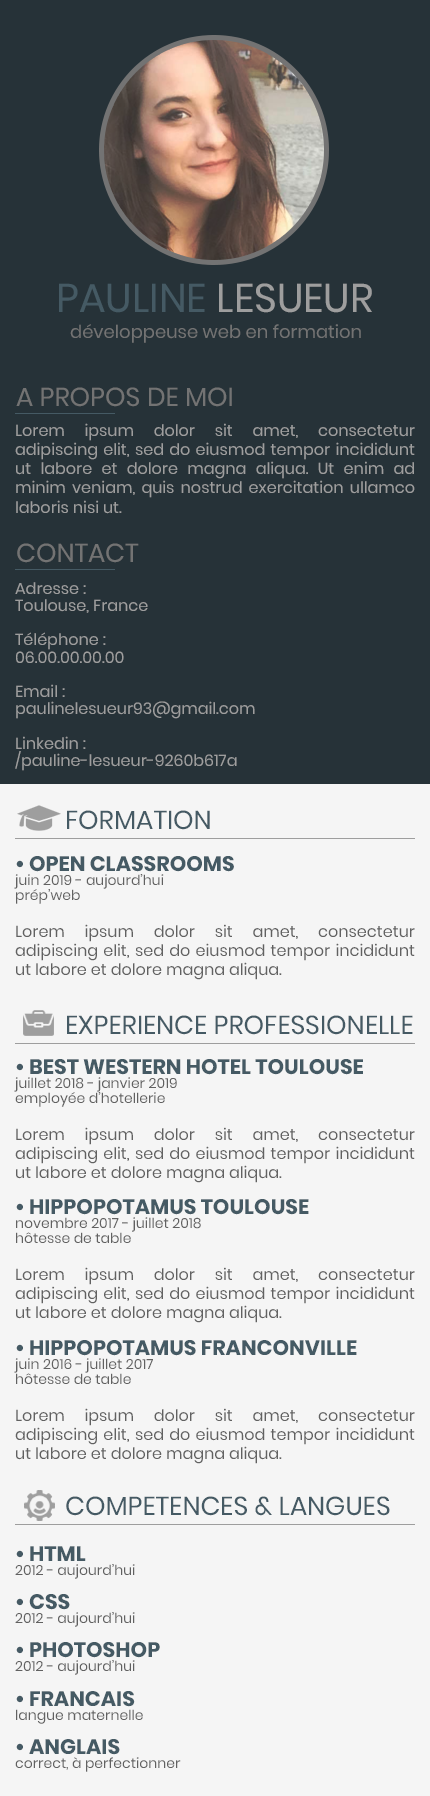 PAULINE LESUEUR
développeuse web en formation
A PROPOS DE MOI
Lorem ipsum dolor sit amet, consectetur
adipiscing elit, sed do eiusmod tempor incididunt
ut labore et dolore magna aliqua. Ut enim ad
minim veniam, quis nostrud exercitation ullamco
laboris nisi ut.
CONTACT
Adresse :
Toulouse, France
Téléphone :
06.00.00.00.00
Email :
paulinelesueur93@gmail.com
Linkedin :
/pauline-lesueur-9260b617a
FORMATION
• OPEN CLASSROOMS
juin 2019 - aujourd'hui
prép'web
Lorem ipsum dolor sit amet, consectetur
adipiscing elit, sed do eiusmod tempor incididunt
ut labore et dolore magna aliqua.
EXPERIENCE PROFESSIONELLE
• BEST WESTERN HOTEL TOULOUSE
juillet 2018 - janvier 2019
employée d'hotellerie
Lorem ipsum dolor sit amet, consectetur
adipiscing elit, sed do eiusmod tempor incididunt
ut labore et dolore magna aliqua.
• HIPPOPOTAMUS TOULOUSE
novembre 2017 - juillet 2018
hôtesse de table
Lorem ipsum dolor sit amet, consectetur
adipiscing elit, sed do eiusmod tempor incididunt
ut labore et dolore magna aliqua.
• HIPPOPOTAMUS FRANCONVILLE
juin 2016 - juillet 2017
hôtesse de table
Lorem ipsum dolor sit amet, consectetur
adipiscing elit, sed do eiusmod tempor incididunt
ut labore et dolore magna aliqua.
COMPETENCES & LANGUES
• HTML
2012 - aujourd'hui
• CSS
2012 - aujourd'hui
• PHOTOSHOP
2012 - aujourd'hui
• FRANCAIS
langue maternelle
• ANGLAIS
correct, à perfectionner